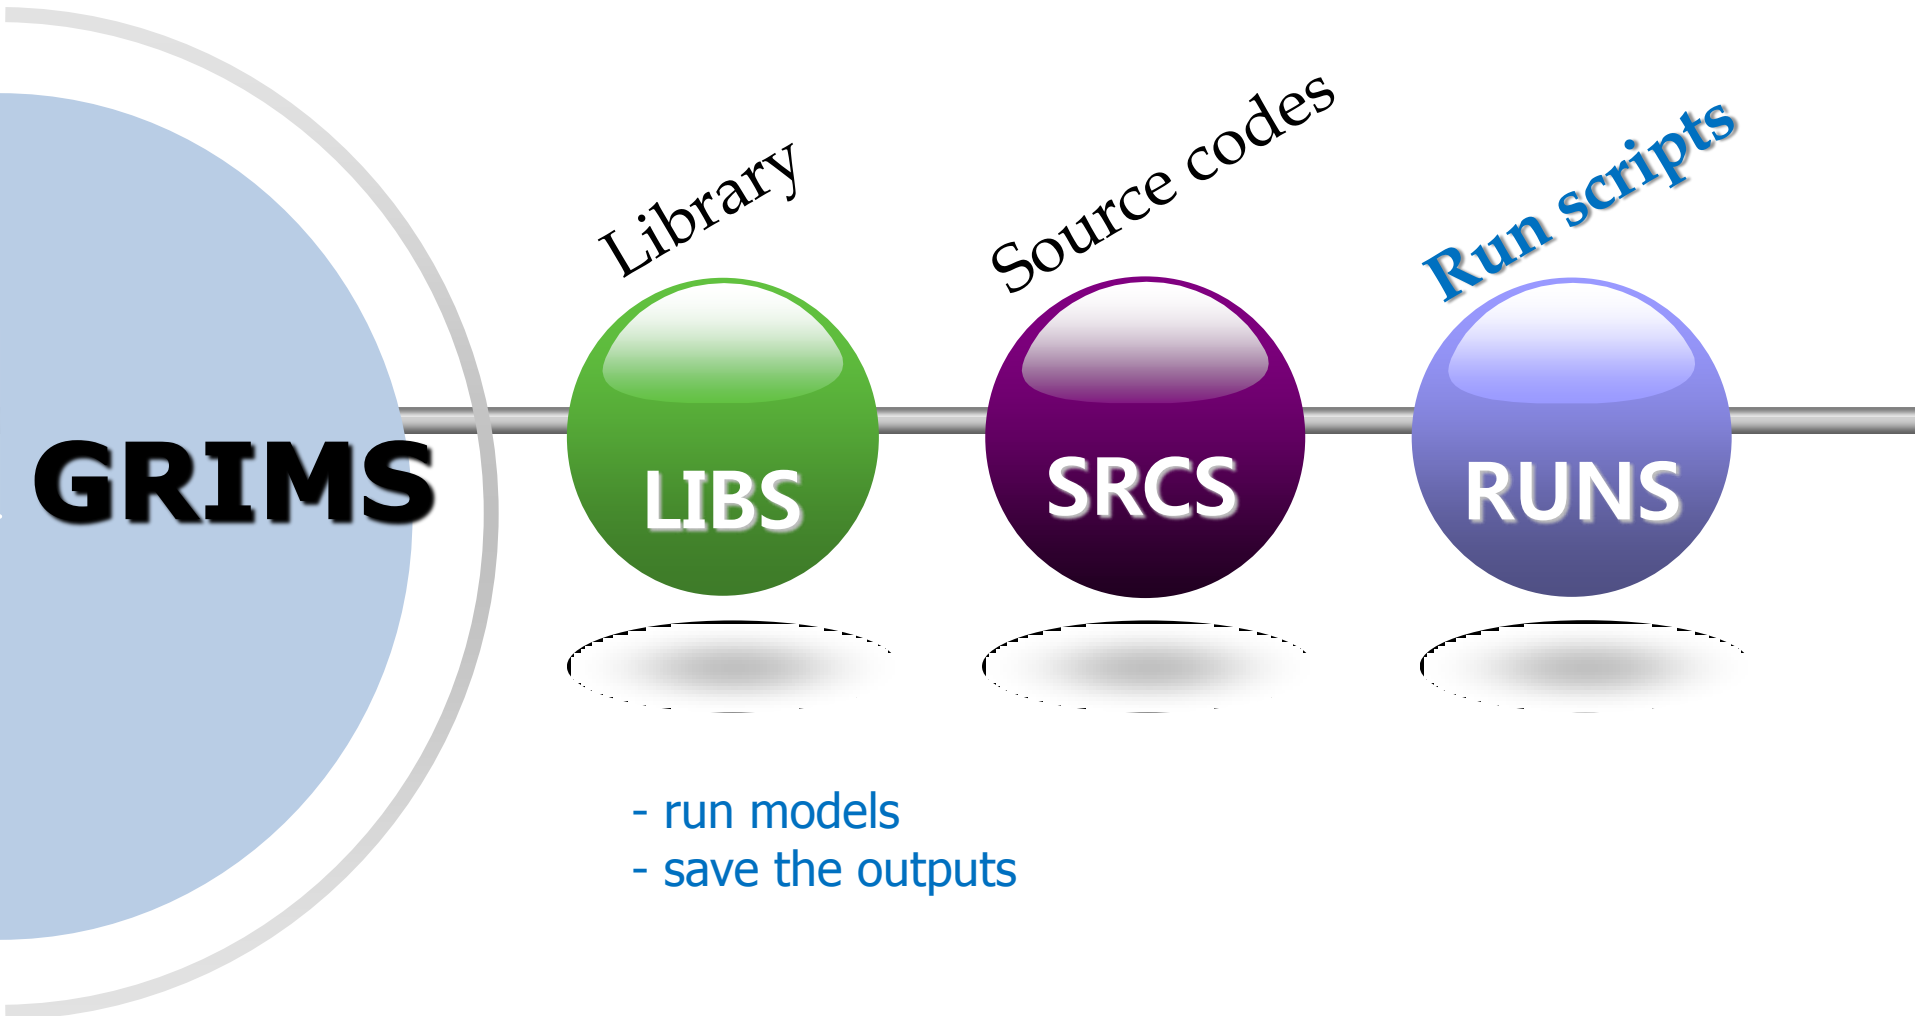 Library
Source codes
Run scripts
GRIMS
LIBS
SRCS
RUNS
- run models
- save the outputs